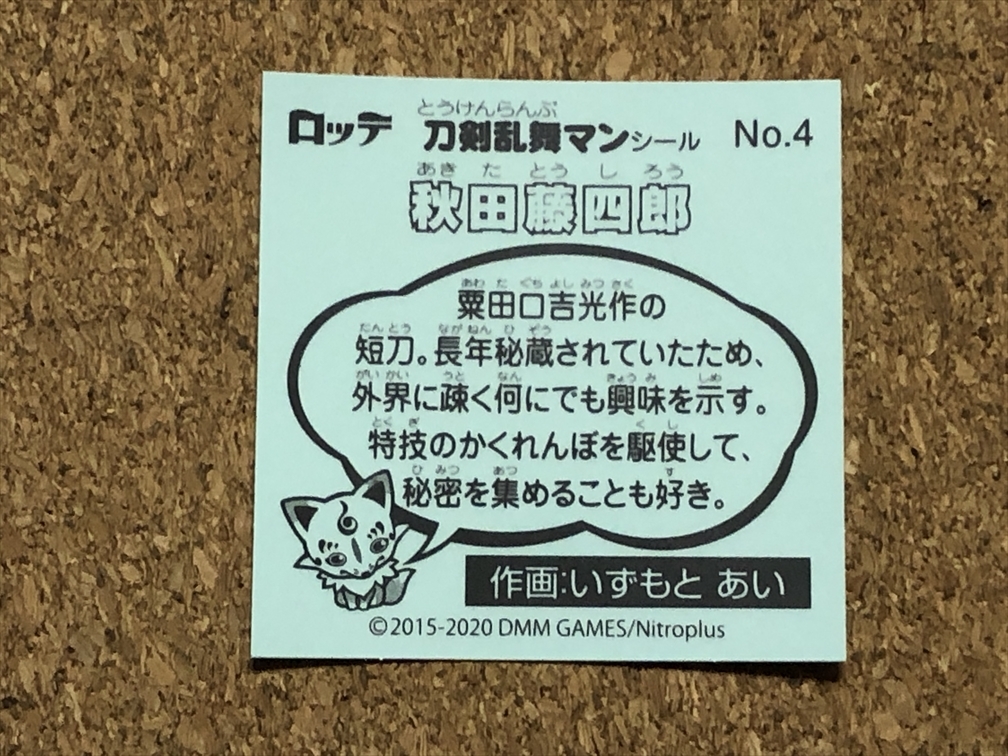 とうけんらんぶ
ロッテ 刀剣乱舞マンシール No.4
あきたとうしろう
秋田藤四郎
あわたぐちよしみつさく
粟田口吉光作の
たんとう ながねんひぞう
短刀。長年秘蔵されていたため、
がいかい うと なん きょうみ しめ
外界に疎く何にでも興味を示す。
とくぎ くし
特技のかくれんぼを駆使して、
ひみつ あつ す
秘密を集めることも好き。
作画:いずもと あい
©2015-2020 DMM GAMES/Nitroplus